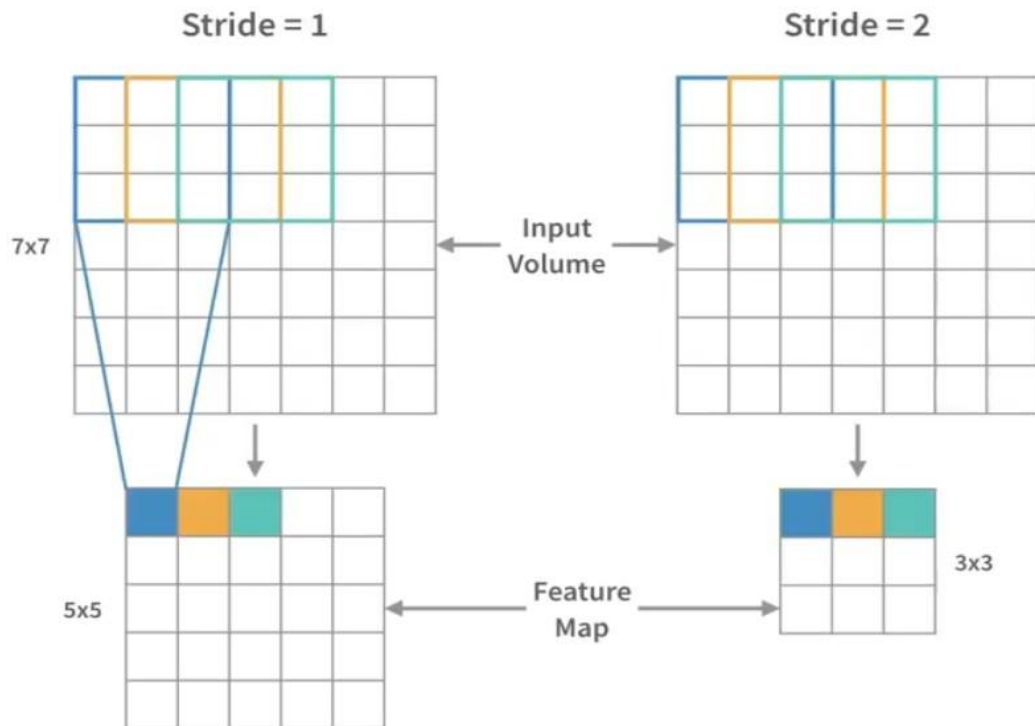 Stride = 1
Stride = 2
7x7
Input
Volume
5x5
Feature
Map
3x3